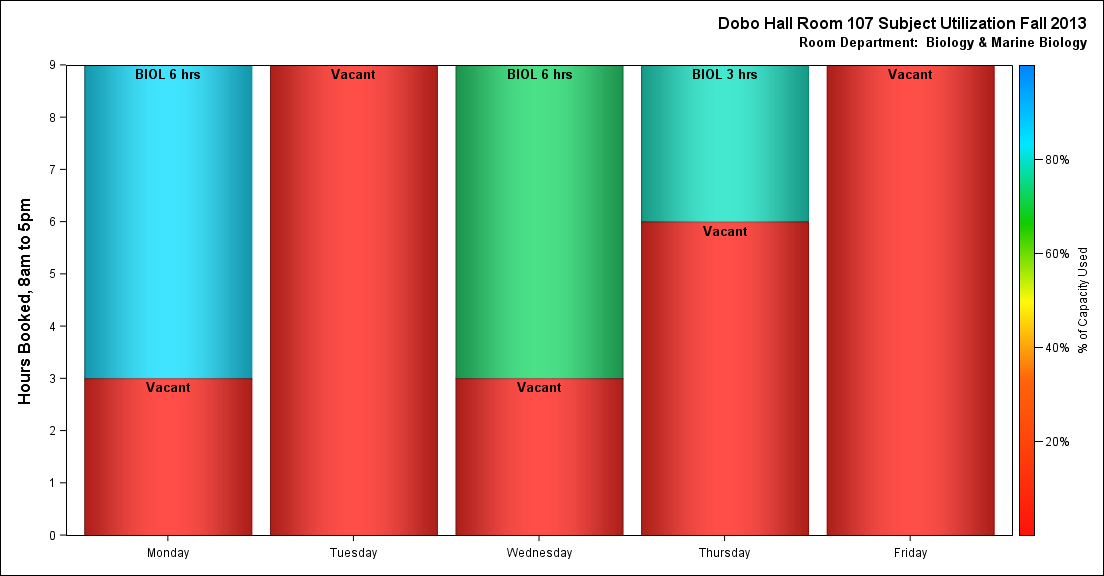 Dobo Hall Room 107 Subject Utilization Fall 2013
Room Department:  Biology & Marine Biology
Hours Booked, 8am to 5pm
9
8
7
6
5
4
3
2
1
0
BIOL 6 hrs
Vacant
Vacant
BIOL 6 hrs
Vacant
BIOL 3 hrs
Vacant
Vacant
Monday
Tuesday
Wednesday
Thursday
Friday
80%
60%
40%
20%
% of Capacity Used